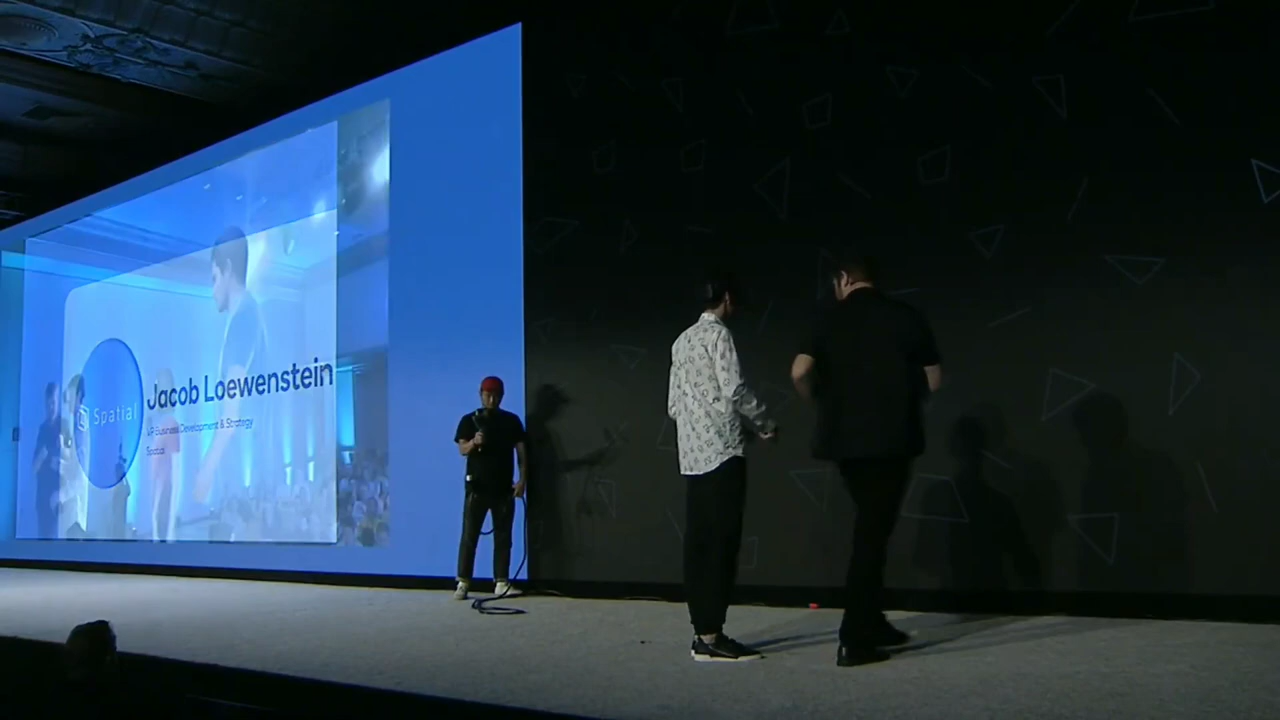 Spatial
Jacob Loewenstein
VP Business Development & Strategy
Spatial